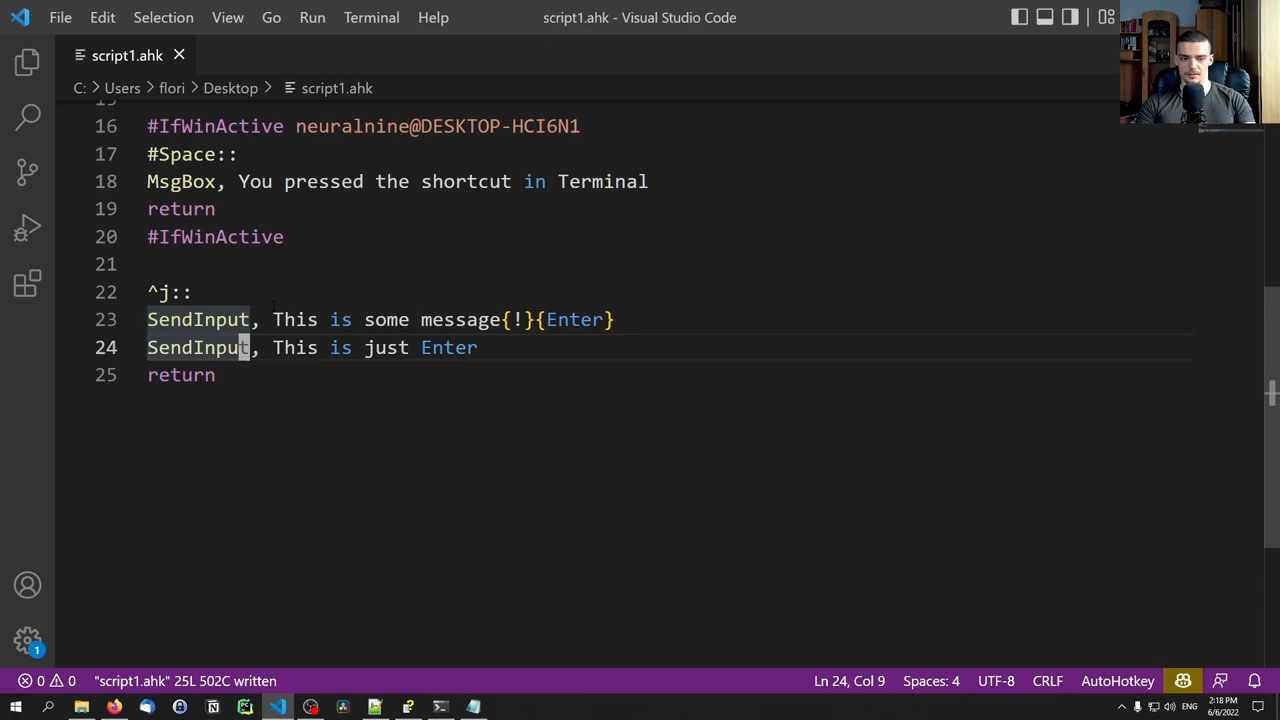 File Edit Selection View Go Run Terminal Help script1.ahk - Visual Studio Code
script1.ahk
C: > Users > flori > Desktop > script1.ahk
16 #IfWinActive neuralnine@DESKTOP-HCI6N1
17 #Space::
18 MsgBox, You pressed the shortcut in Terminal
19 return
20 #IfWinActive
21
22 ^j::
23 SendInput, This is some message{!}{Enter}
24 SendInput, This is just Enter
25 return
1
0 0 "script1.ahk" 25L 502C written Ln 24, Col 9 Spaces: 4 UTF-8 CRLF AutoHotkey
ENG 2:18 PM
6/6/2022